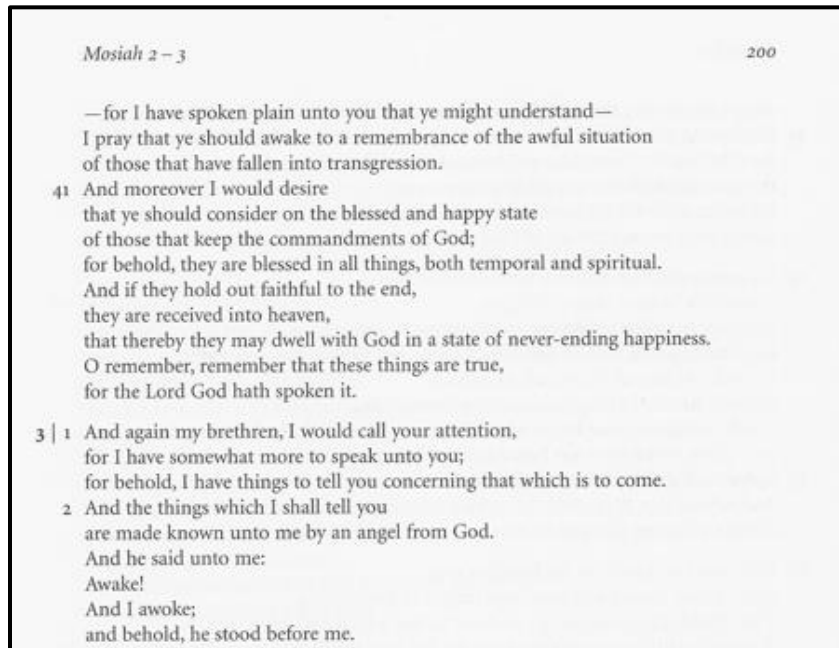 Mosiah 2 – 3 200
—for I have spoken plain unto you that ye might understand—
I pray that ye should awake to a remembrance of the awful situation
of those that have fallen into transgression.
41 And moreover I would desire
that ye should consider on the blessed and happy state
of those that keep the commandments of God;
for behold, they are blessed in all things, both temporal and spiritual.
And if they hold out faithful to the end,
they are received into heaven,
that thereby they may dwell with God in a state of never-ending happiness.
O remember, remember that these things are true,
for the Lord God hath spoken it.
3 | 1 And again my brethren, I would call your attention,
for I have somewhat more to speak unto you;
for behold, I have things to tell you concerning that which is to come.
2 And the things which I shall tell you
are made known unto me by an angel from God.
And he said unto me:
Awake!
And I awoke;
and behold, he stood before me.